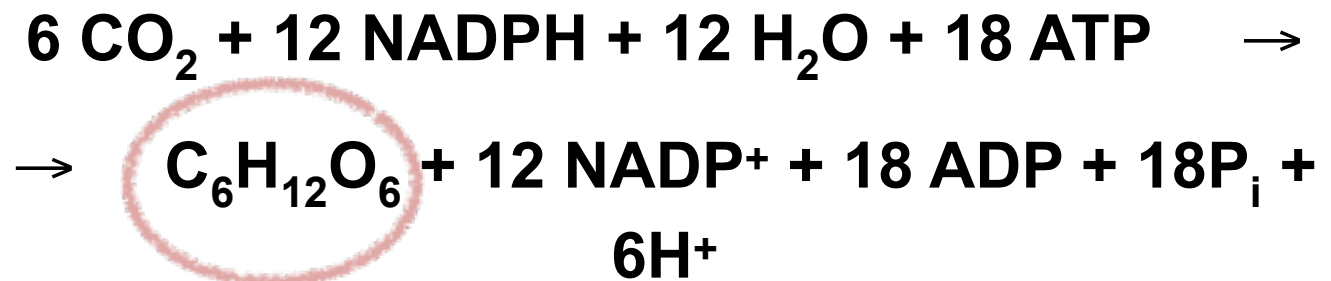 6 CO₂ + 12 NADPH + 12 H₂O + 18 ATP →
→ C₆H₁₂O₆ + 12 NADP⁺ + 18 ADP + 18Pᵢ +
6H⁺